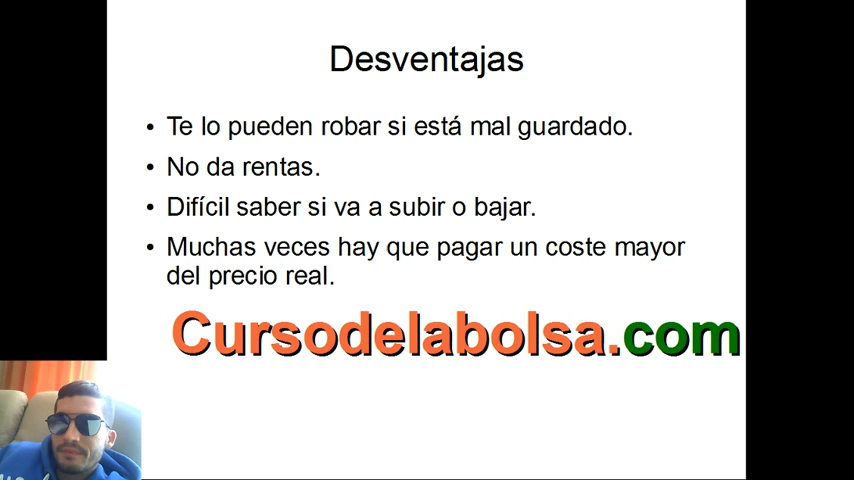 Desventajas
• Te lo pueden robar si está mal guardado.
• No da rentas.
• Difícil saber si va a subir o bajar.
• Muchas veces hay que pagar un coste mayor
del precio real.
Cursodelabolsa.com